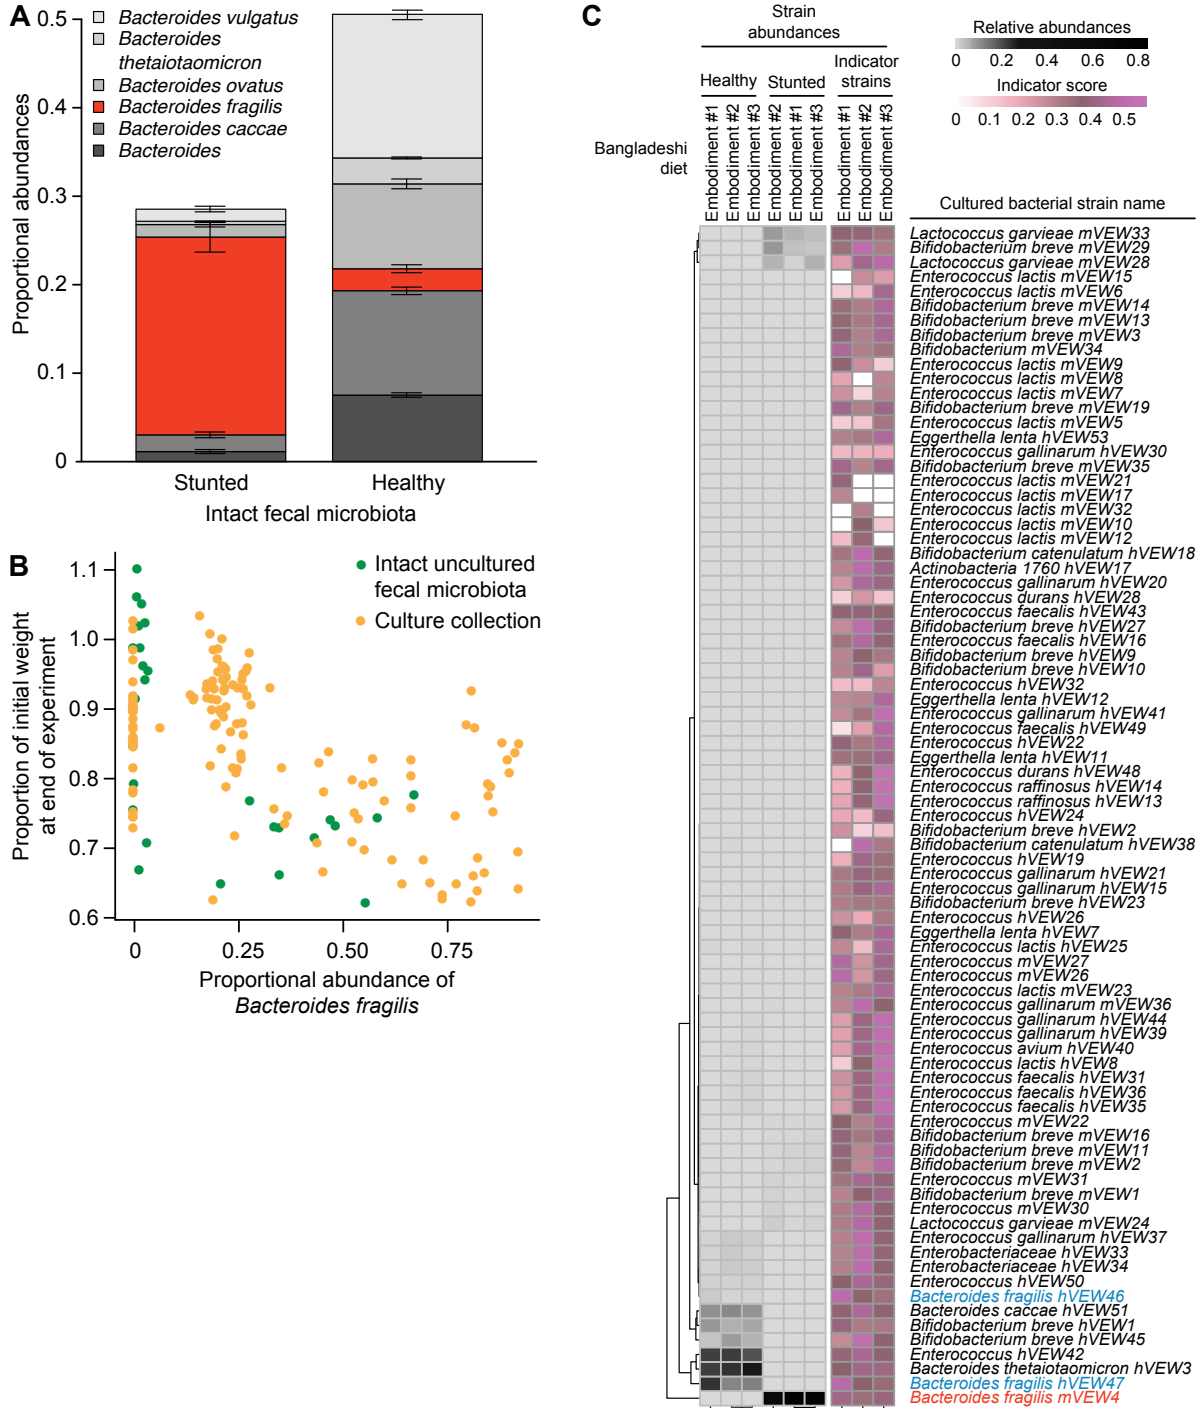 A
0.5
0.4
0.3
0.2
0.1
0
Proportional abundances
Bacteroides vulgatus
Bacteroides
thetaiotaomicron
Bacteroides ovatus
Bacteroides fragilis
Bacteroides caccae
Bacteroides
Stunted
Healthy
Intact fecal microbiota
B
1.1
1.0
0.9
0.8
0.7
0.6
Proportion of initial weight
at end of experiment
Intact uncultured
fecal microbiota
Culture collection
0
0.25
0.50
0.75
Proportional abundance of
Bacteroides fragilis
C
Strain
abundances
Healthy
Stunted
Indicator
strains
Relative abundances
0 0.2 0.4 0.6 0.8
Indicator score
0 0.1 0.2 0.3 0.4 0.5
Bangladeshi
diet
Embodiment #1
Embodiment #2
Embodiment #3
Embodiment #2
Embodiment #1
Embodiment #3
Embodiment #1
Embodiment #2
Embodiment #3
Cultured bacterial strain name
Lactococcus garvieae mVEW33
Bifidobacterium breve mVEW29
Lactococcus garvieae mVEW28
Enterococcus lactis mVEW15
Enterococcus lactis mVEW6
Bifidobacterium breve mVEW14
Bifidobacterium breve mVEW13
Bifidobacterium breve mVEW3
Bifidobacterium mVEW34
Enterococcus lactis mVEW9
Enterococcus lactis mVEW8
Enterococcus lactis mVEW7
Bifidobacterium breve mVEW19
Enterococcus lactis mVEW5
Eggerthella lenta hVEW53
Enterococcus gallinarum hVEW30
Bifidobacterium breve mVEW35
Enterococcus lactis mVEW21
Enterococcus lactis mVEW17
Enterococcus lactis mVEW32
Enterococcus lactis mVEW10
Enterococcus lactis mVEW12
Bifidobacterium catenulatum hVEW18
Actinobacteria 1760 hVEW17
Enterococcus gallinarum hVEW20
Enterococcus durans hVEW28
Enterococcus faecalis hVEW43
Bifidobacterium breve hVEW27
Enterococcus faecalis hVEW16
Bifidobacterium breve hVEW9
Bifidobacterium breve hVEW10
Enterococcus hVEW32
Eggerthella lenta hVEW12
Enterococcus gallinarum hVEW41
Enterococcus faecalis hVEW49
Enterococcus hVEW22
Eggerthella lenta hVEW11
Enterococcus durans hVEW48
Enterococcus raffinosus hVEW14
Enterococcus raffinosus hVEW13
Enterococcus hVEW24
Bifidobacterium breve hVEW2
Bifidobacterium catenulatum hVEW38
Enterococcus hVEW19
Enterococcus gallinarum hVEW21
Enterococcus gallinarum hVEW15
Bifidobacterium breve hVEW23
Enterococcus hVEW26
Eggerthella lenta hVEW7
Enterococcus lactis hVEW25
Enterococcus mVEW27
Enterococcus mVEW26
Enterococcus lactis mVEW23
Enterococcus gallinarum mVEW36
Enterococcus gallinarum hVEW44
Enterococcus gallinarum hVEW39
Enterococcus avium hVEW40
Enterococcus lactis hVEW8
Enterococcus faecalis hVEW31
Enterococcus faecalis hVEW36
Enterococcus faecalis hVEW35
Enterococcus mVEW22
Bifidobacterium breve mVEW16
Bifidobacterium breve mVEW11
Bifidobacterium breve mVEW2
Enterococcus mVEW31
Bifidobacterium breve mVEW1
Enterococcus mVEW30
Lactococcus garvieae mVEW24
Enterococcus gallinarum hVEW37
Enterobacteriaceae hVEW33
Enterobacteriaceae hVEW34
Enterococcus hVEW50
Bacteroides fragilis hVEW46
Bacteroides caccae hVEW51
Bifidobacterium breve hVEW1
Bifidobacterium breve hVEW45
Enterococcus hVEW42
Bacteroides thetaiotaomicron hVEW3
Bacteroides fragilis hVEW47
Bacteroides fragilis mVEW4